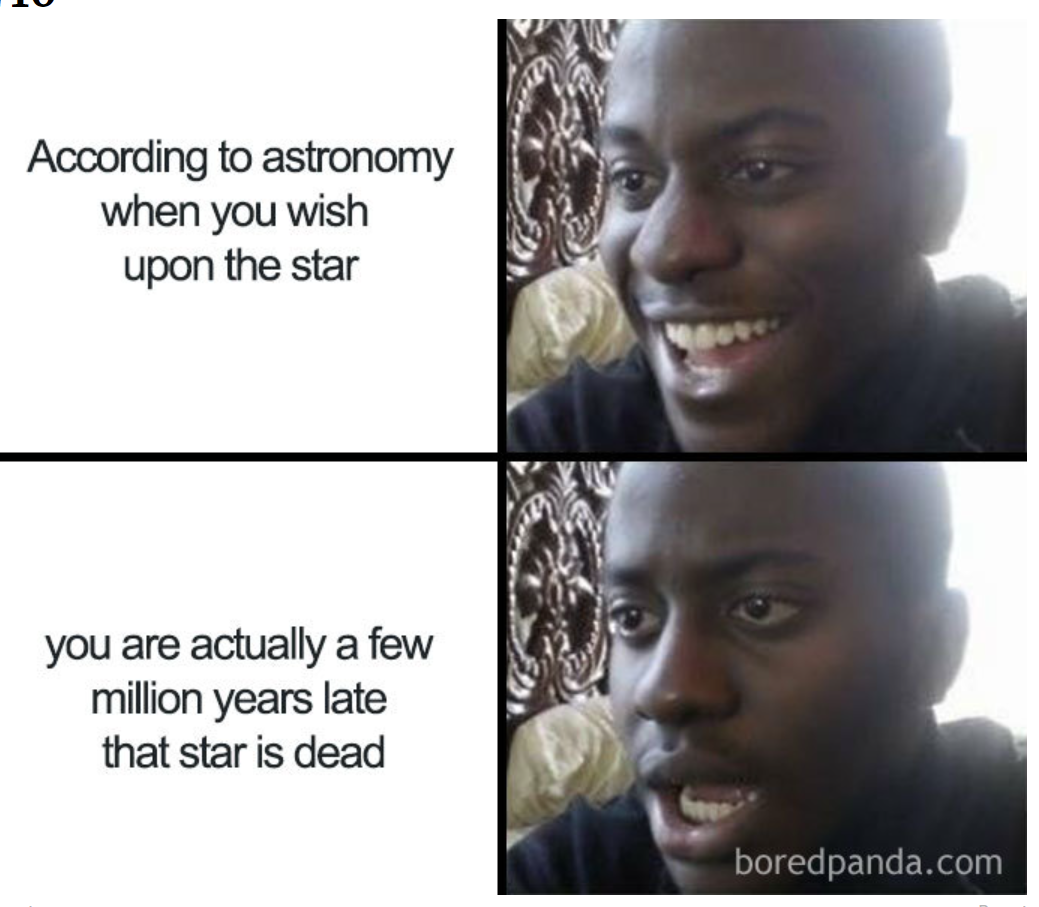 According to astronomy
when you wish
upon the star
you are actually a few
million years late
that star is dead
boredpanda.com